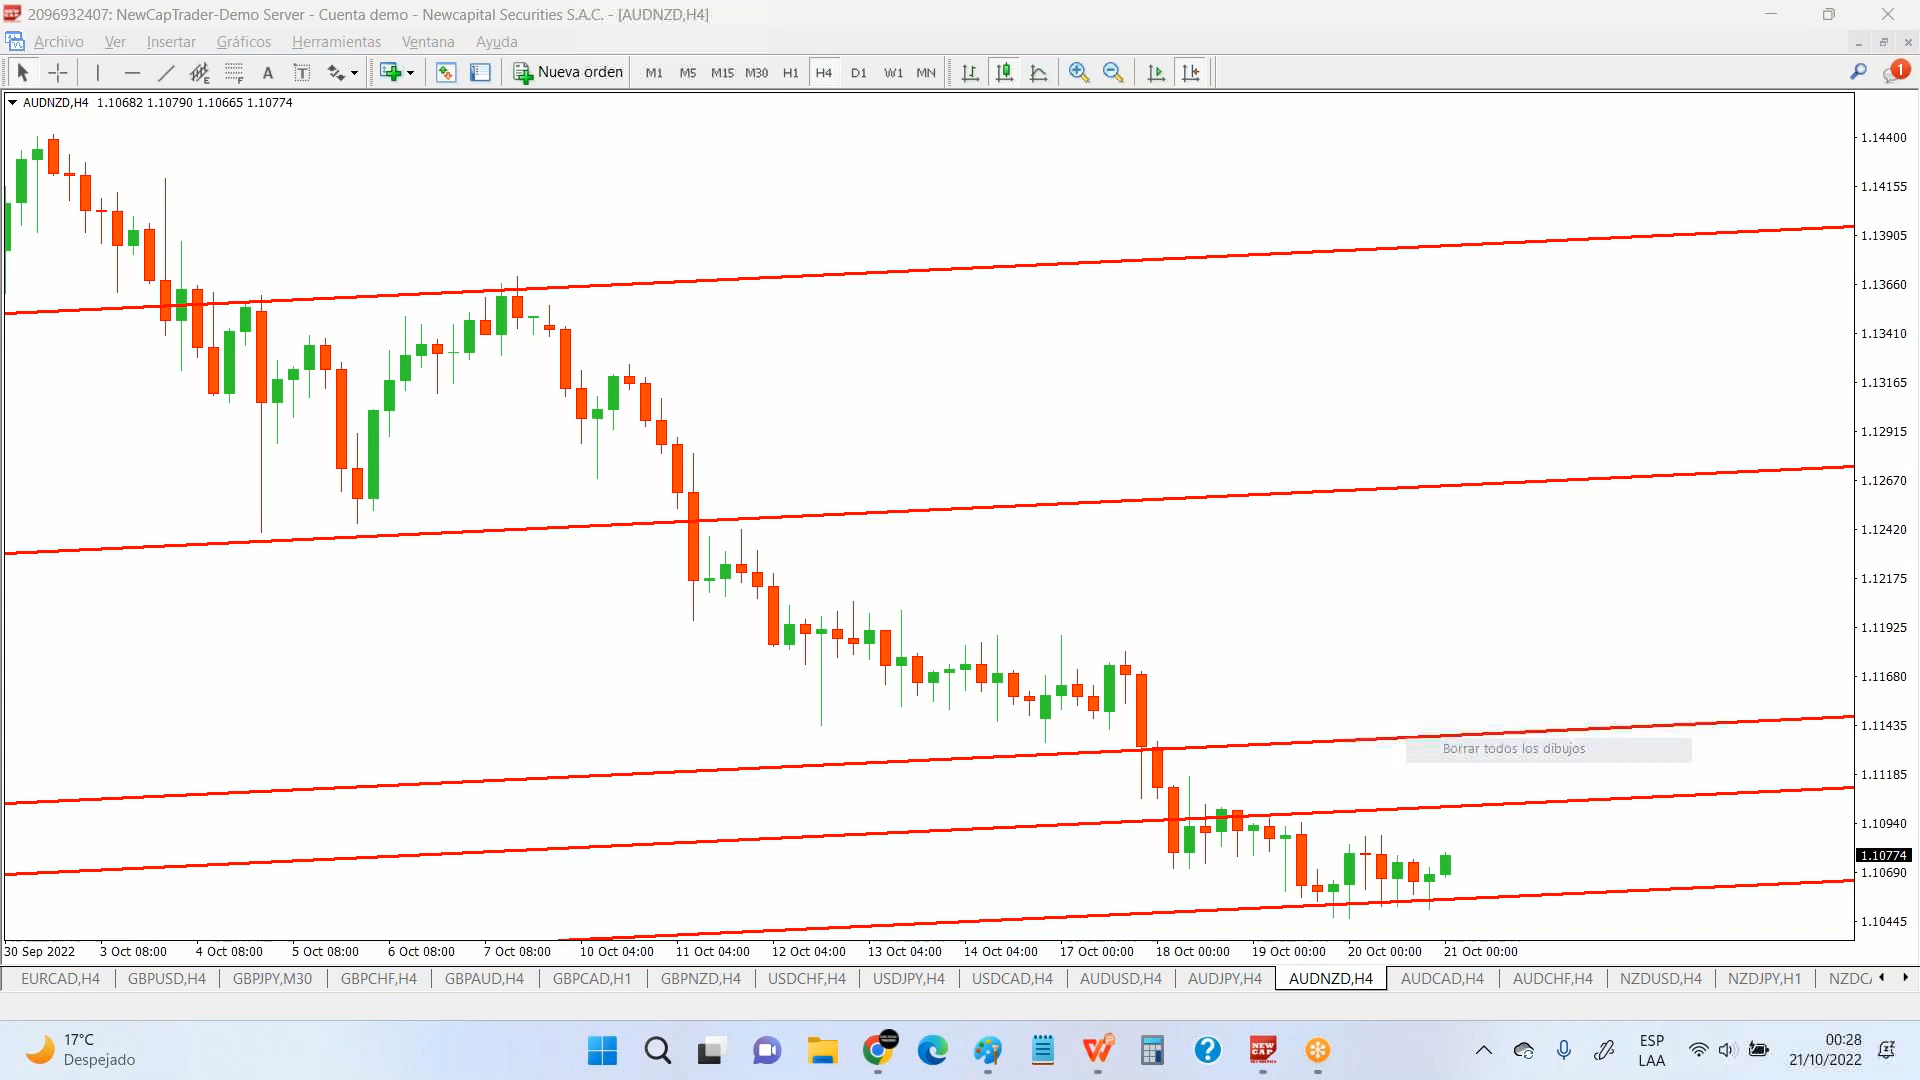 2096932407: NewCapTrader-Demo Server - Cuenta demo - Newcapital Securities S.A.C. - [AUDNZD,H4]
Archivo Ver Insertar Gráficos Herramientas Ventana Ayuda
A T Nueva orden M1 M5 M15 M30 H1 H4 D1 W1 MN 1
AUDNZD,H4 1.10682 1.10790 1.10665 1.10774
1.14400
1.14155
1.13905
1.13660
1.13410
1.13165
1.12915
1.12670
1.12420
1.12175
1.11925
1.11680
1.11435
Borrar todos los dibujos
1.11185
1.10940
1.10774
1.10690
1.10445
30 Sep 2022 3 Oct 08:00 4 Oct 08:00 5 Oct 08:00 6 Oct 08:00 7 Oct 08:00 10 Oct 04:00 11 Oct 04:00 12 Oct 04:00 13 Oct 04:00 14 Oct 04:00 17 Oct 00:00 18 Oct 00:00 19 Oct 00:00 20 Oct 00:00 21 Oct 00:00
EURCAD,H4 GBPUSD,H4 GBPJPY,M30 GBPCHF,H4 GBPAUD,H4 GBPCAD,H1 GBPNZD,H4 USDCHF,H4 USDJPY,H4 USDCAD,H4 AUDUSD,H4 AUDJPY,H4 AUDNZD,H4 AUDCAD,H4 AUDCHF,H4 NZDUSD,H4 NZDJPY,H1 NZDCA
17°C
Despejado
NEW CAP
ESP
LAA
00:28
21/10/2022